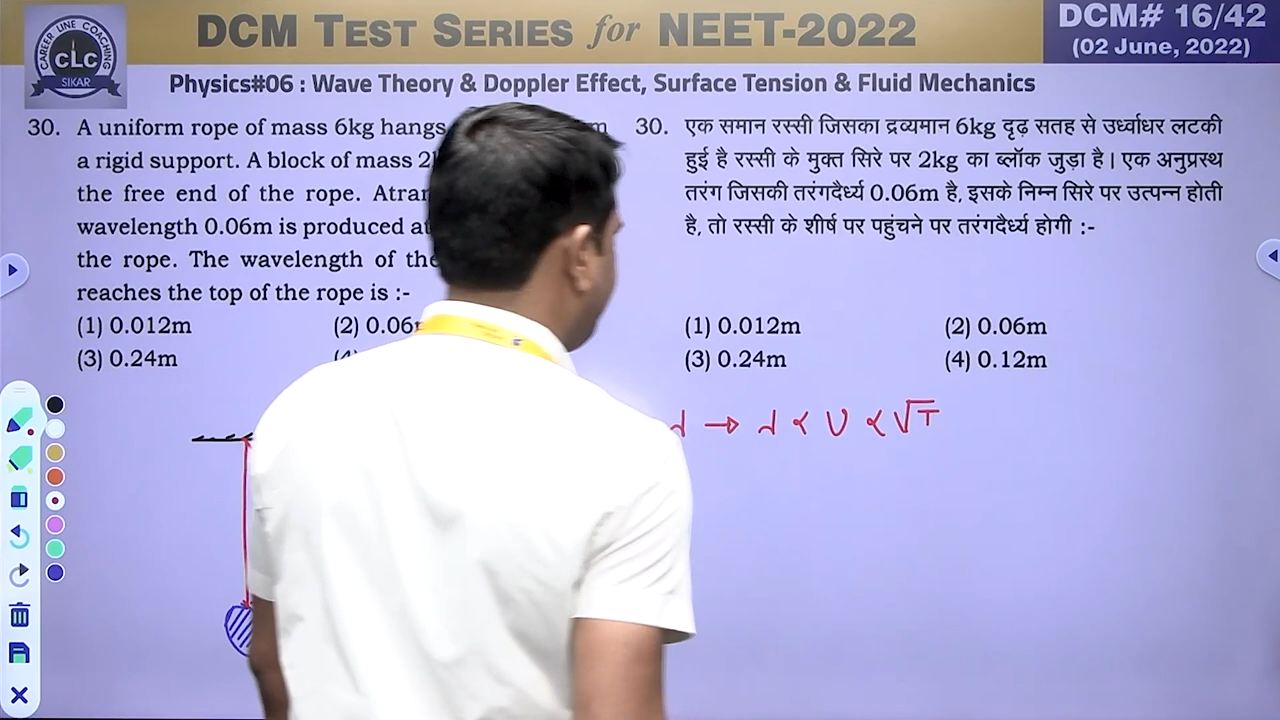 DCM TEST SERIES for NEET-2022
DCM# 16/42
(02 June, 2022)
CAREER LINE COACHING
CLC
SIKAR
Physics#06 : Wave Theory & Doppler Effect, Surface Tension & Fluid Mechanics
30. A uniform rope of mass 6kg hangs
a rigid support. A block of mass
the free end of the rope.
wavelength 0.06m is produced
the rope. The wavelength of
reaches the top of the rope is :-
(1) 0.012m (2)
(3) 0.24m
30. एक समान रस्सी जिसका द्रव्यमान 6kg दृढ़ सतह से उर्ध्वाधर लटकी
हुई है रस्सी के मुक्त सिरे पर 2kg का ब्लॉक जुड़ा है। एक अनुप्रस्थ
तरंग जिसकी तरंगदैर्ध्य 0.06m है, इसके निम्न सिरे पर उत्पन्न होती
है, तो रस्सी के शीर्ष पर पहुंचने पर तरंगदैर्ध्य होगी :-
(1) 0.012m (2) 0.06m
(3) 0.24m (4) 0.12m
→ λ ∝ υ ∝ √T